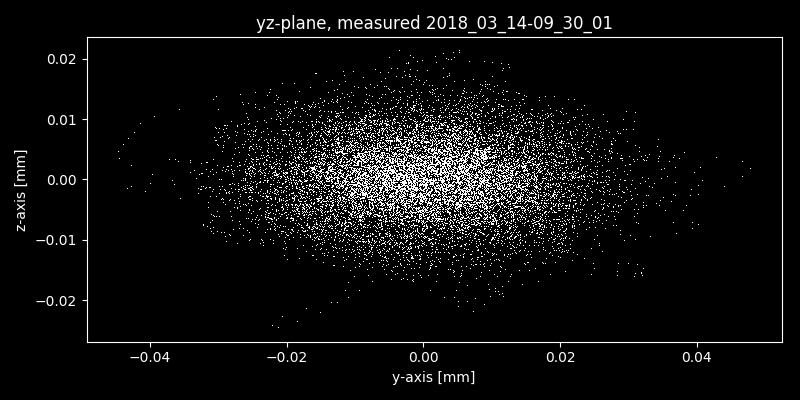 yz-plane, measured 2018_03_14-09_30_01
0.02
0.01
0.00
−0.01
−0.02
z-axis [mm]
−0.04 −0.02 0.00 0.02 0.04
y-axis [mm]